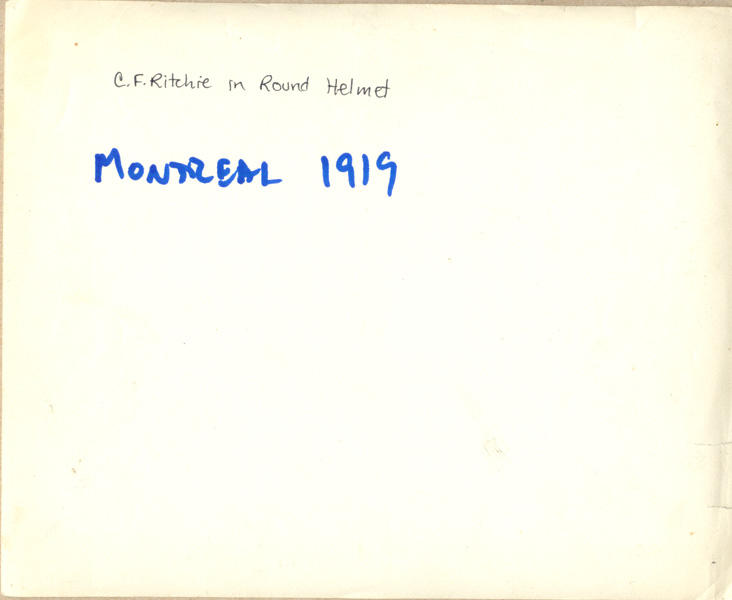 C.F. Ritchie in Round Helmet
MONTREAL 1919